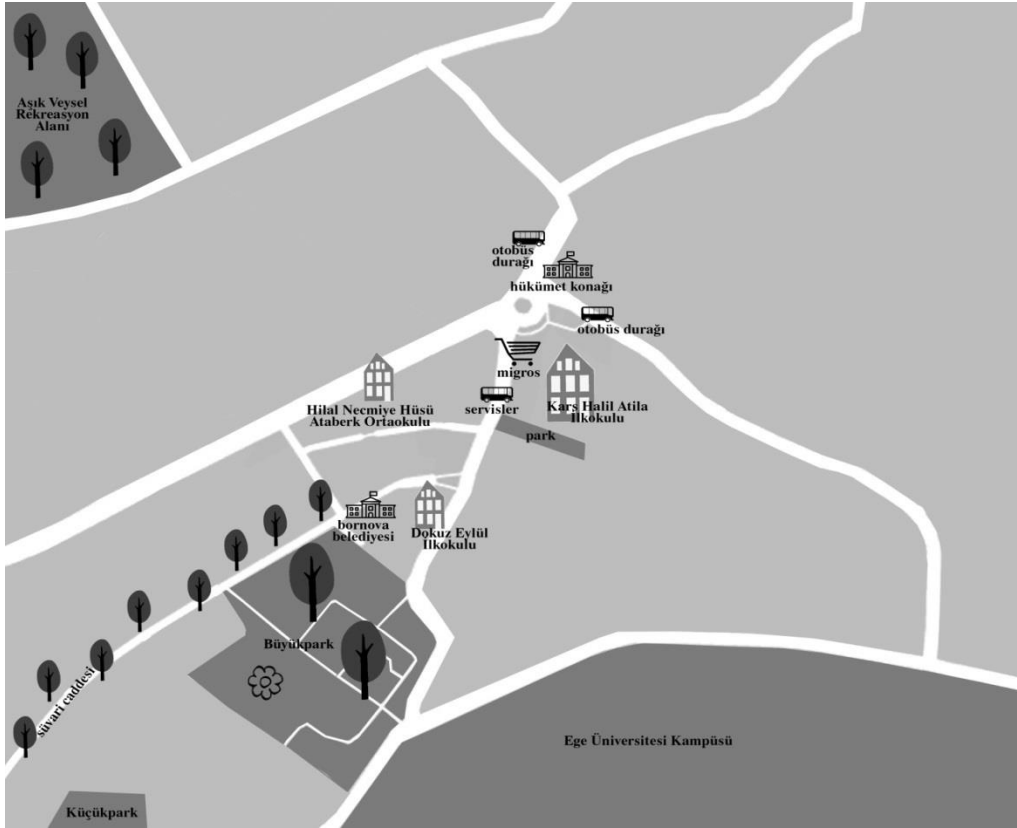 Aşık Veysel
Rekreasyon
Alanı
otobüs
durağı
hükümet konağı
otobüs durağı
migros
Hilal Necmiye Hüsü
Ataberk Ortaokulu
servisler
Kars Halil Atila
İlkokulu
park
bornova
belediyesi
Dokuz Eylül
İlkokulu
Büyükpark
süvari caddesi
Ege Üniversitesi Kampüsü
Küçükpark